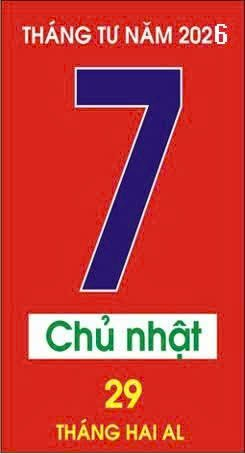 THÁNG TƯ NĂM 2026
7
Chủ nhật
29
THÁNG HAI AL